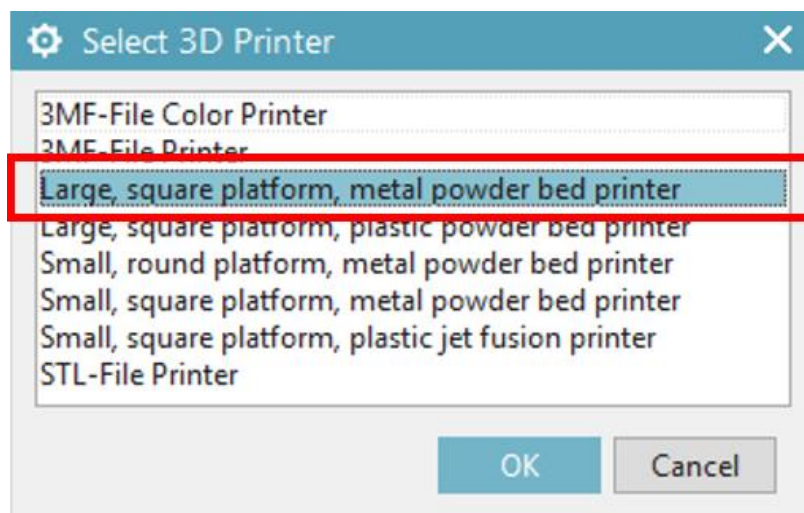 Select 3D Printer
3MF-File Color Printer
3MF-File Printer
Large, square platform, metal powder bed printer
Large, square platform, plastic powder bed printer
Small, round platform, metal powder bed printer
Small, square platform, metal powder bed printer
Small, square platform, plastic jet fusion printer
STL-File Printer
OK Cancel